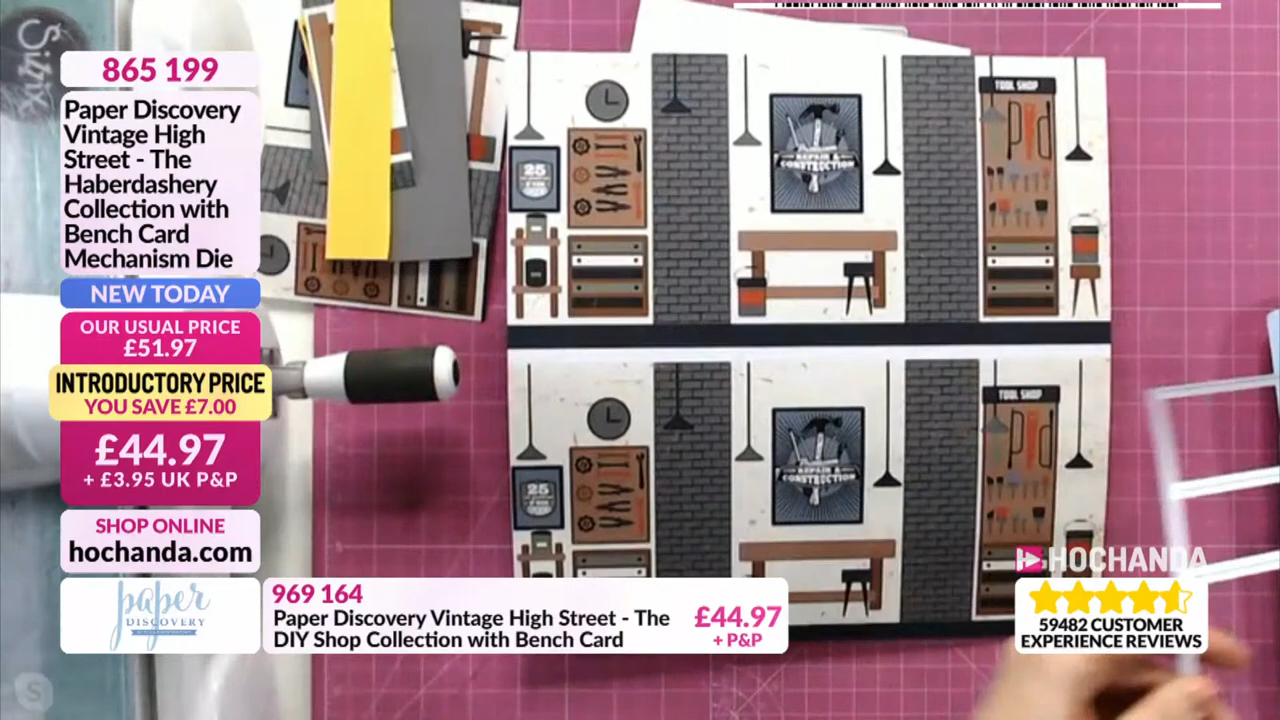 Sizzix
865 199
Paper Discovery
Vintage High
Street - The
Haberdashery
Collection with
Bench Card
Mechanism Die
NEW TODAY
OUR USUAL PRICE
£51.97
INTRODUCTORY PRICE
YOU SAVE £7.00
£44.97
+ £3.95 UK P&P
SHOP ONLINE
hochanda.com
paper
DISCOVERY
969 164
Paper Discovery Vintage High Street - The
DIY Shop Collection with Bench Card
£44.97
+ P&P
TOOL SHOP
25
REPAIR &
CONSTRUCTION
TOOL SHOP
25
REPAIR &
CONSTRUCTION
HOCHANDA
59482 CUSTOMER
EXPERIENCE REVIEWS
S